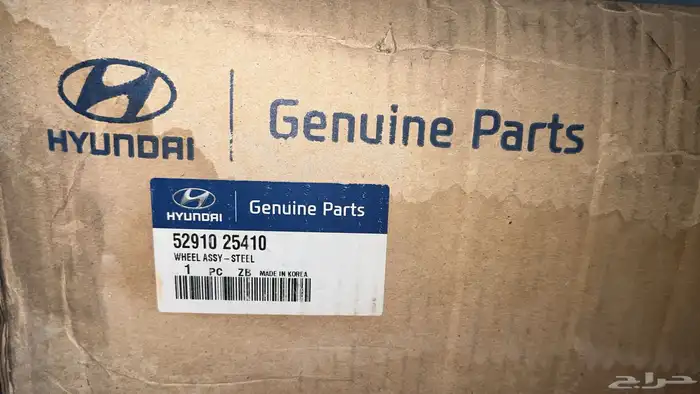 HYUNDAI
Genuine Parts
HYUNDAI
Genuine Parts
52910 25410
WHEEL ASSY-STEEL
1 PC ZB MADE IN KOREA
حراج